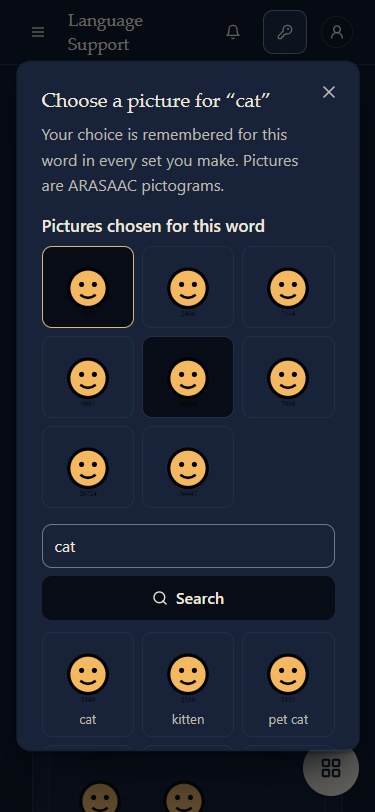 Language
Support
Choose a picture for “cat”
Your choice is remembered for this
word in every set you make. Pictures
are ARASAAC pictograms.
Pictures chosen for this word
cat
Search
cat
kitten
pet cat